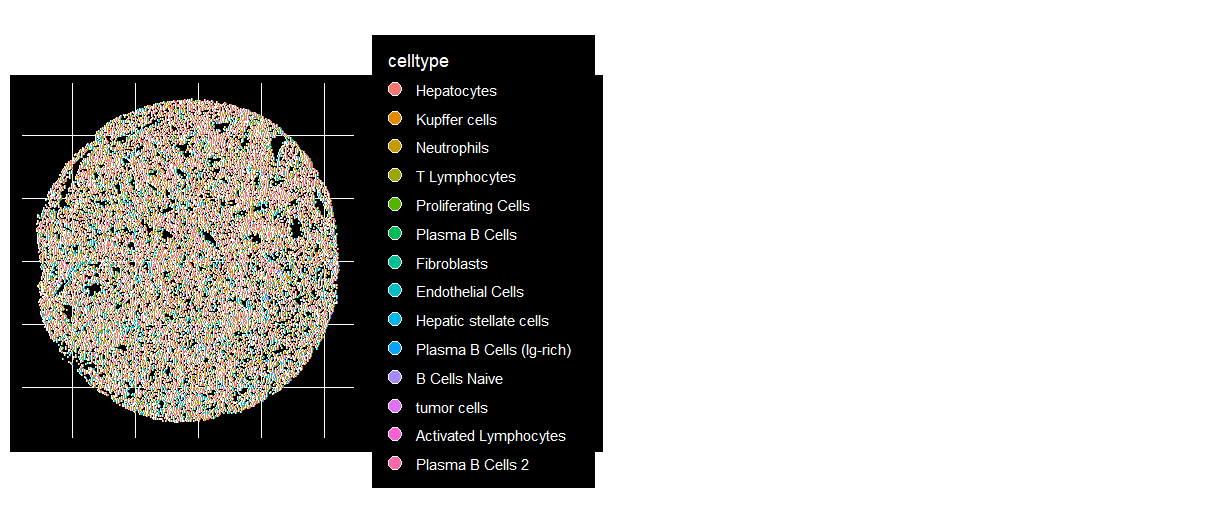 celltype
Hepatocytes
Kupffer cells
Neutrophils
T Lymphocytes
Proliferating Cells
Plasma B Cells
Fibroblasts
Endothelial Cells
Hepatic stellate cells
Plasma B Cells (Ig-rich)
B Cells Naive
tumor cells
Activated Lymphocytes
Plasma B Cells 2